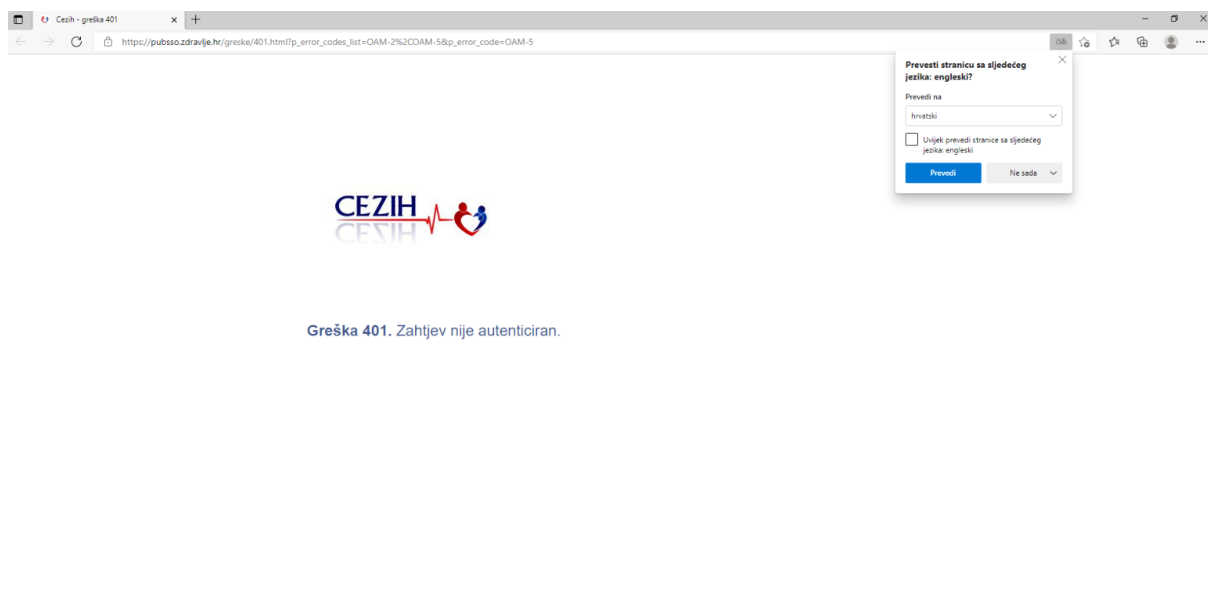 Cezih - greška 401
https://pubsso.zdravlje.hr/greske/401.html?p_error_codes_list=OAM-2%2COAM-5&p_error_code=OAM-5
Prevesti stranicu sa sljedećeg
jezika: engleski?
Prevedi na
hrvatski
Uvijek prevedi stranice sa sljedećeg
jezika: engleski
Prevedi
Ne sada
CEZIH
Greška 401. Zahtjev nije autenticiran.